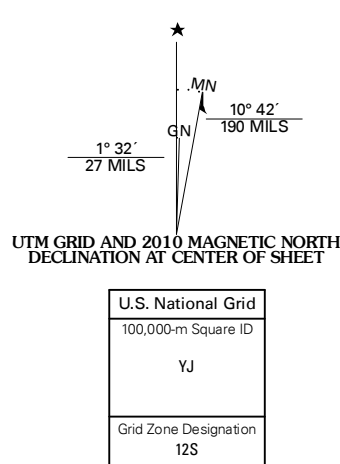 ★
MN
GN
10° 42´
190 MILS
1° 32´
27 MILS
UTM GRID AND 2010 MAGNETIC NORTH
DECLINATION AT CENTER OF SHEET
U.S. National Grid
100,000-m Square ID
YJ
Grid Zone Designation
12S